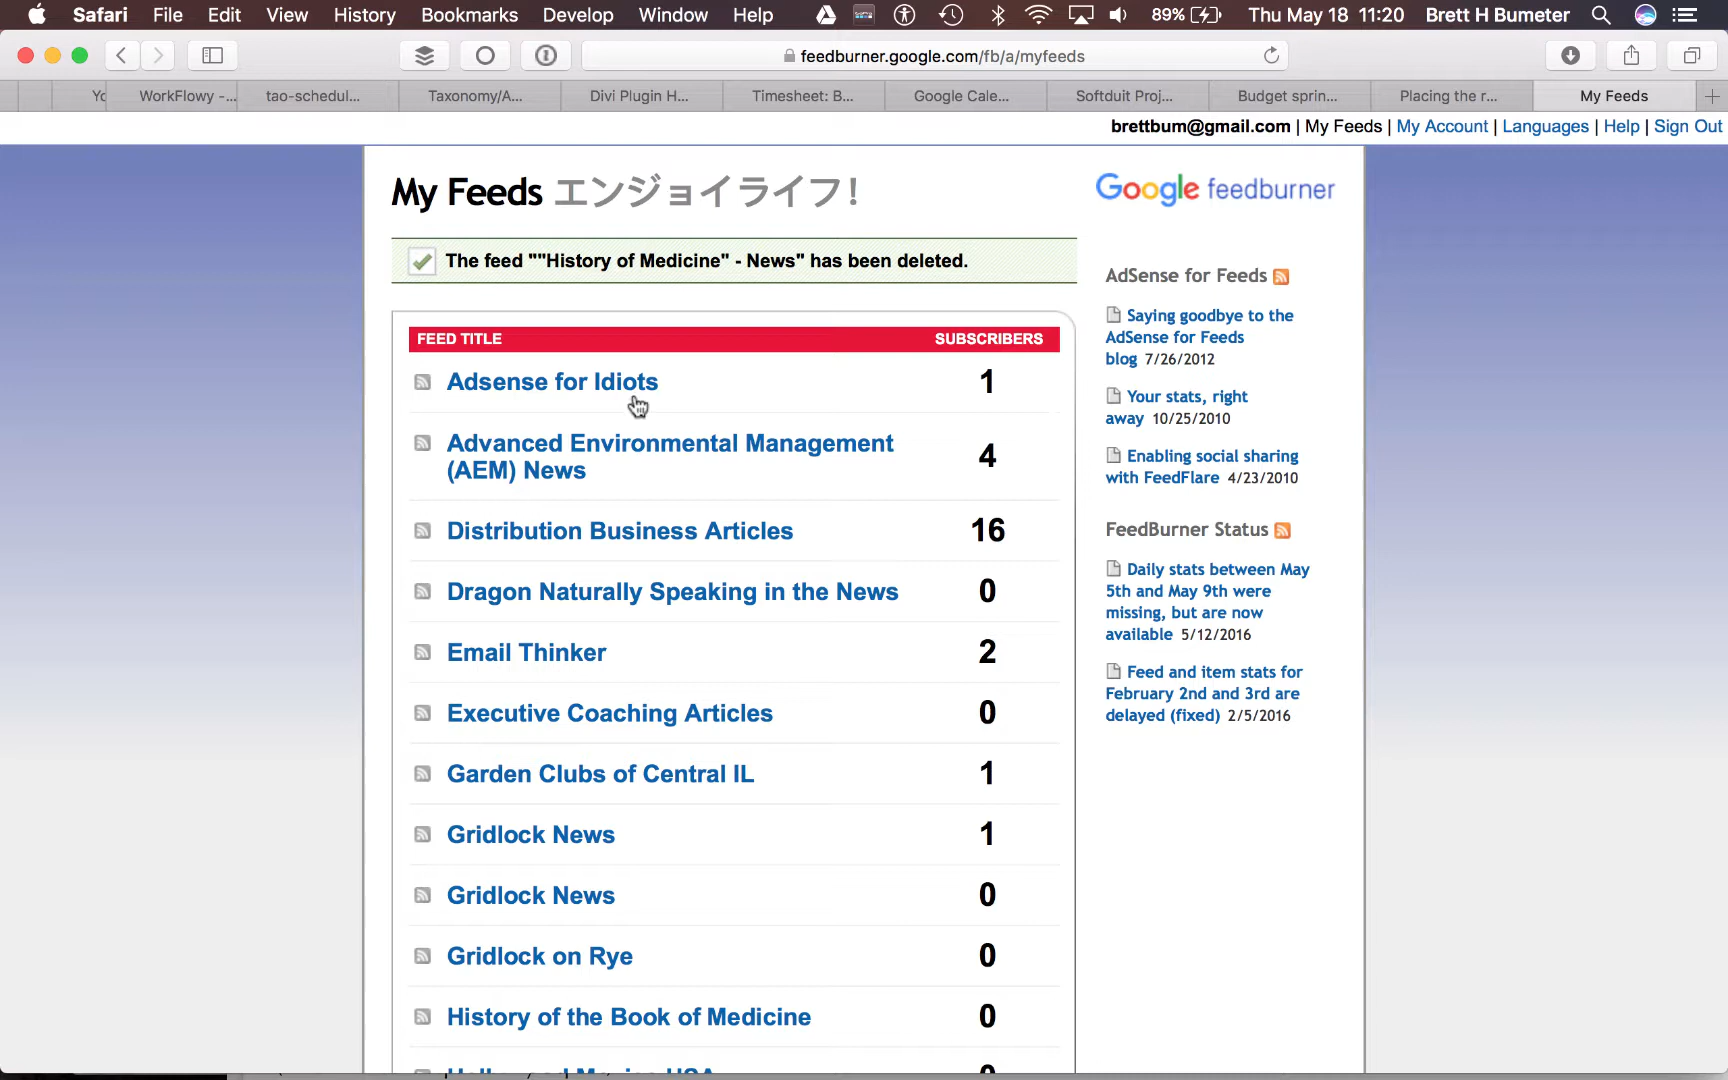 Safari File Edit View History Bookmarks Develop Window Help 89% Thu May 18 11:20 Brett H Bumeter
feedburner.google.com/fb/a/myfeeds
Yo WorkFlowy -... tao-schedul... Taxonomy/A... Divi Plugin H... Timesheet: B... Google Cale... Softduit Proj... Budget sprin... Placing the r... My Feeds
brettbum@gmail.com | My Feeds | My Account | Languages | Help | Sign Out
My Feeds エンジョイライフ!
Google feedburner
The feed ""History of Medicine" - News" has been deleted.
FEED TITLE SUBSCRIBERS
Adsense for Idiots 1
Advanced Environmental Management
(AEM) News 4
Distribution Business Articles 16
Dragon Naturally Speaking in the News 0
Email Thinker 2
Executive Coaching Articles 0
Garden Clubs of Central IL 1
Gridlock News 1
Gridlock News 0
Gridlock on Rye 0
History of the Book of Medicine 0
AdSense for Feeds
Saying goodbye to the
AdSense for Feeds
blog 7/26/2012
Your stats, right
away 10/25/2010
Enabling social sharing
with FeedFlare 4/23/2010
FeedBurner Status
Daily stats between May
5th and May 9th were
missing, but are now
available 5/12/2016
Feed and item stats for
February 2nd and 3rd are
delayed (fixed) 2/5/2016